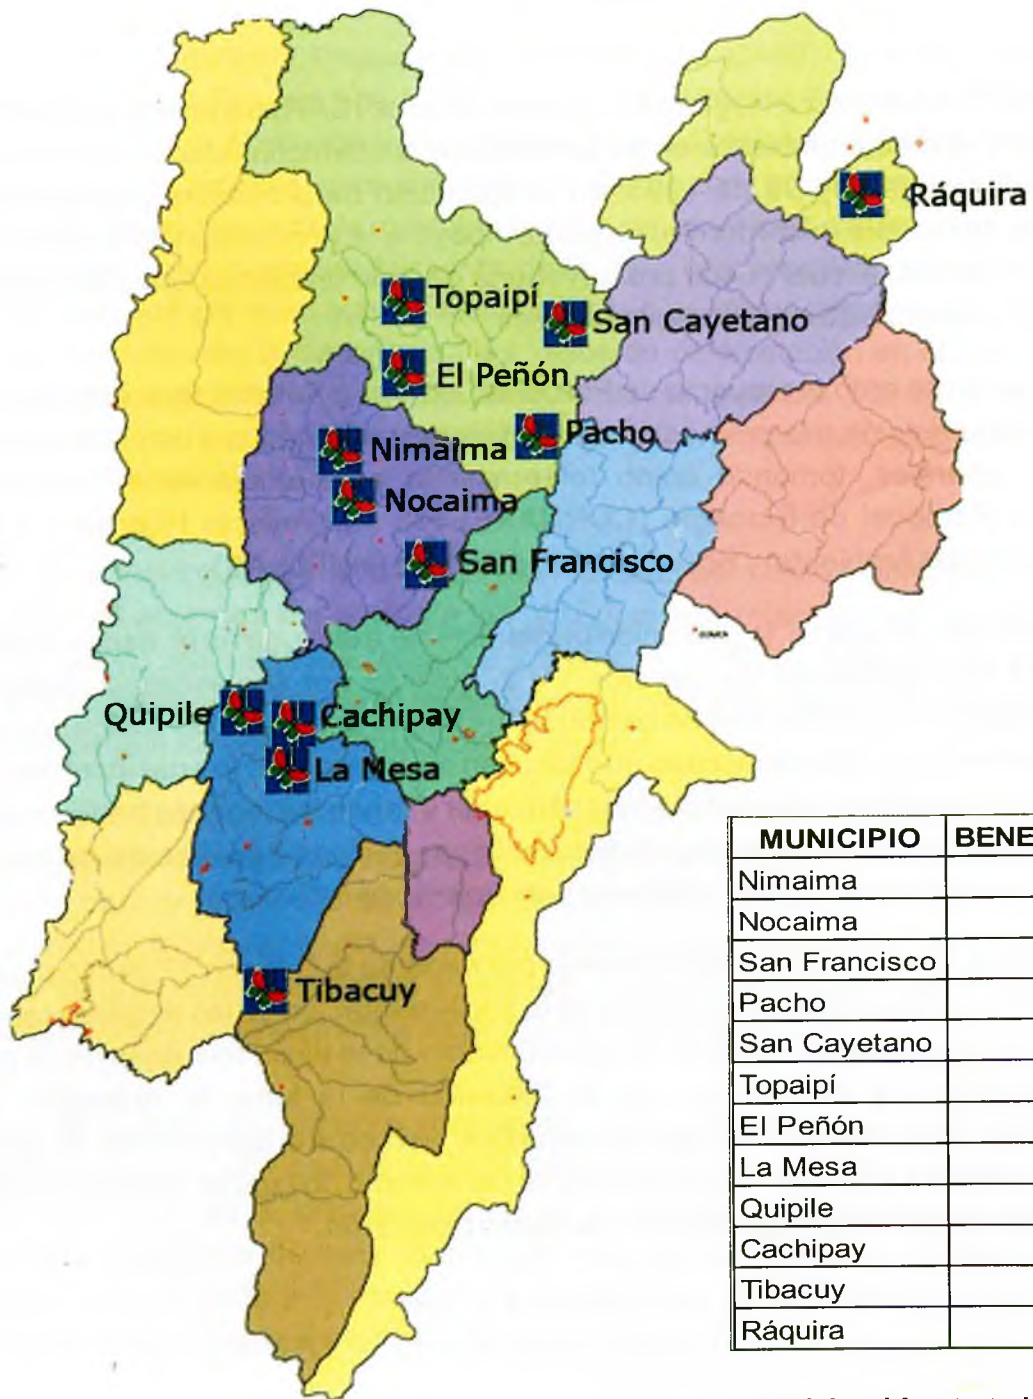 Ráquira
Topaipí
San Cayetano
El Peñón
Pacho
Nimaima
Nocaima
San Francisco
Quipile
Cachipay
La Mesa
Tibacuy
MUNICIPIO BENE
Nimaima
Nocaima
San Francisco
Pacho
San Cayetano
Topaipí
El Peñón
La Mesa
Quipile
Cachipay
Tibacuy
Ráquira